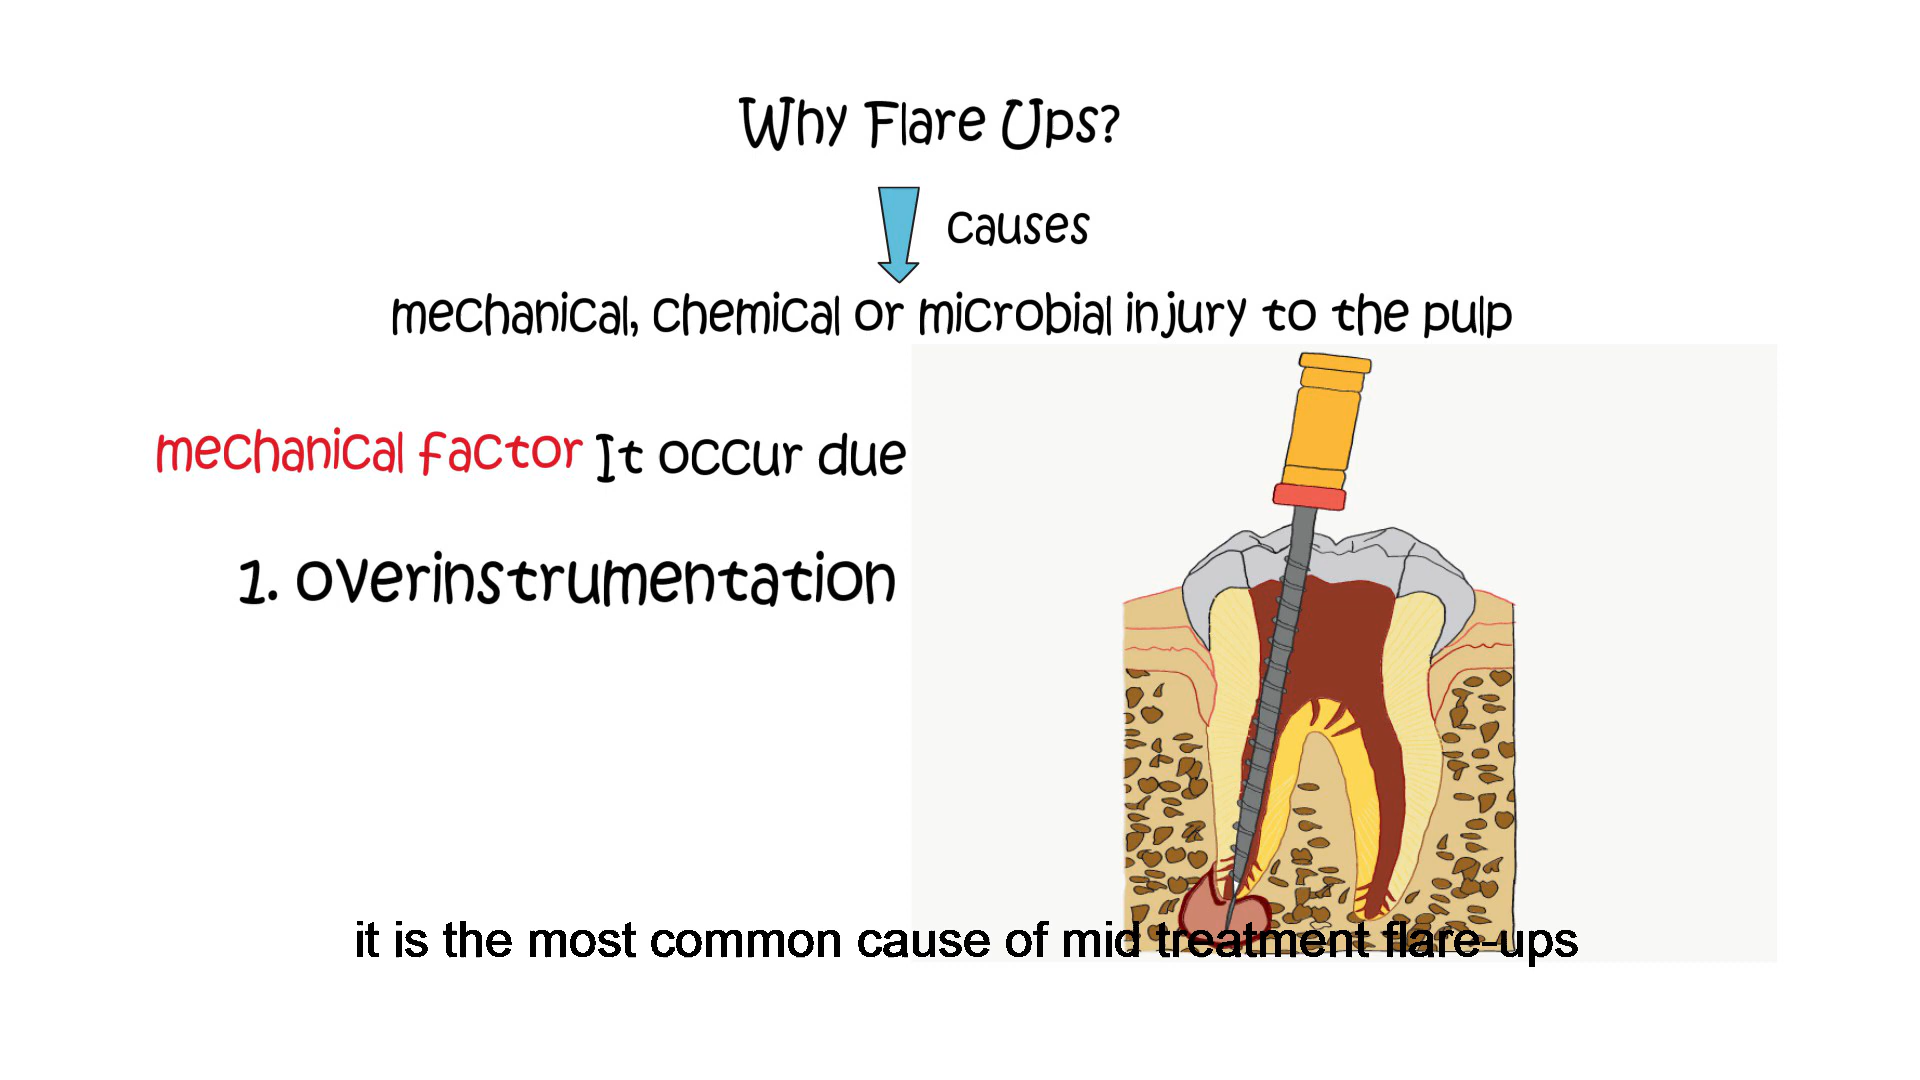 Why Flare Ups?
causes
mechanical, chemical or microbial injury to the pulp
mechanical factor It occur due
1. overinstrumentation
it is the most common cause of mid treatment flare-ups